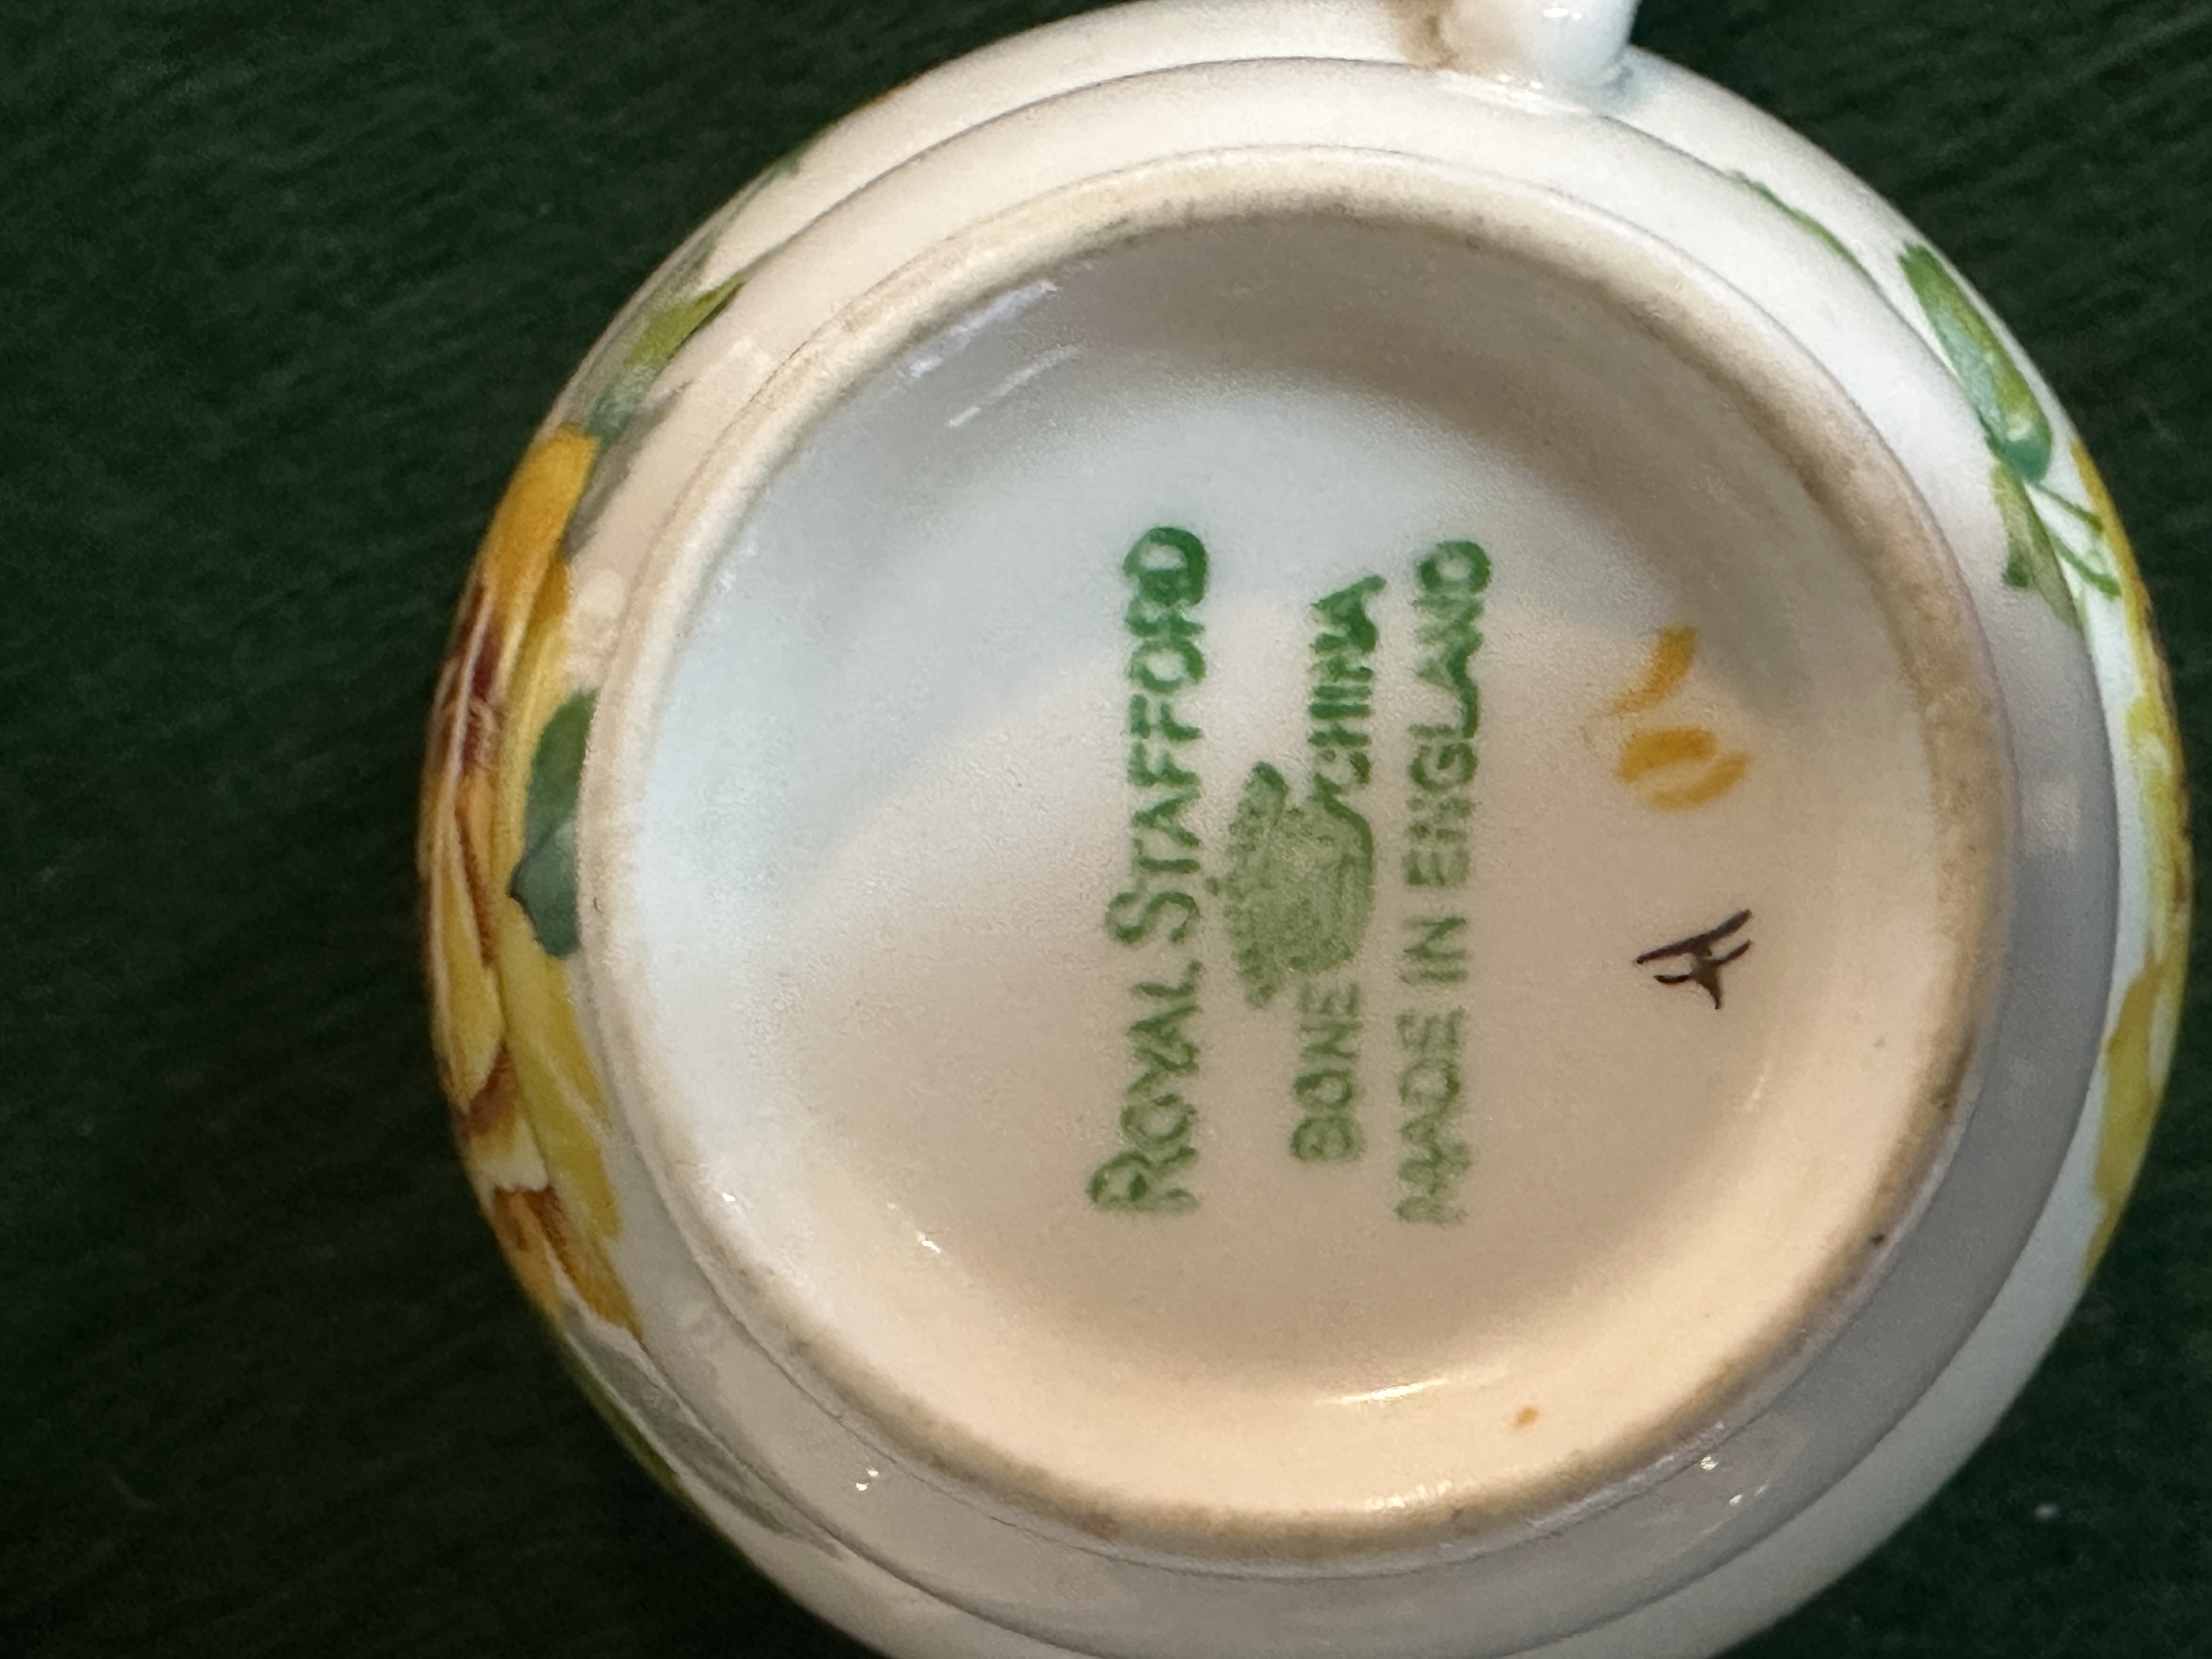 ROYAL STAFFORD
BONE CHINA
MADE IN ENGLAND